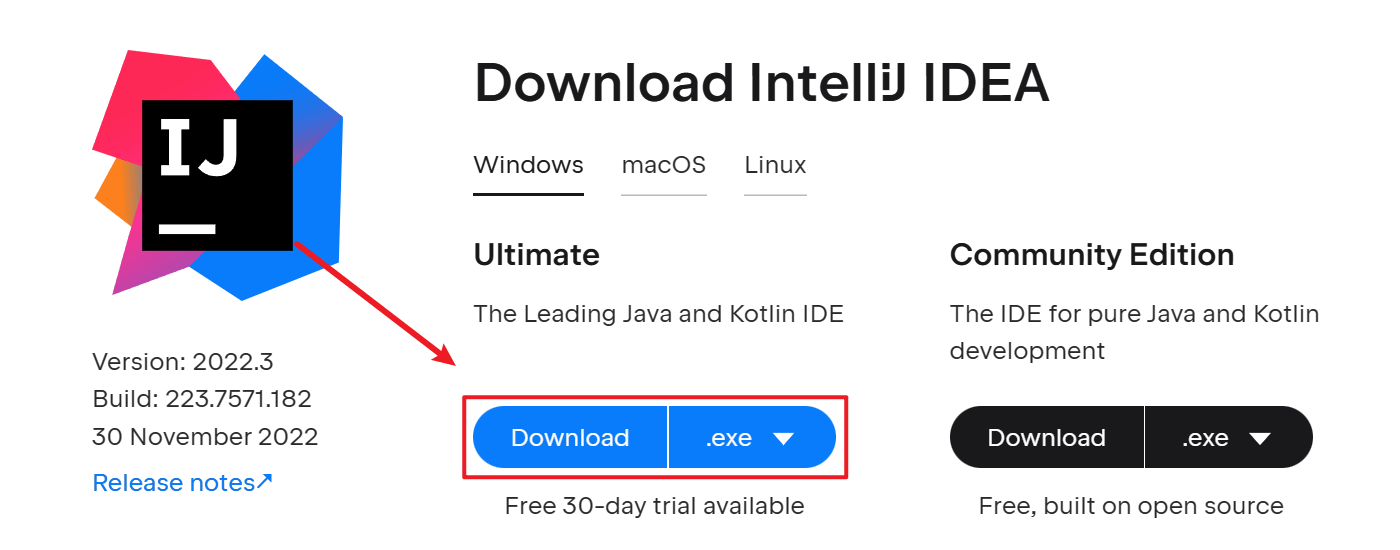 IJ
Download IntelliJ IDEA
Windows macOS Linux
Ultimate
The Leading Java and Kotlin IDE
Download .exe
Free 30-day trial available
Community Edition
The IDE for pure Java and Kotlin
development
Download .exe
Free, built on open source
Version: 2022.3
Build: 223.7571.182
30 November 2022
Release notes↗